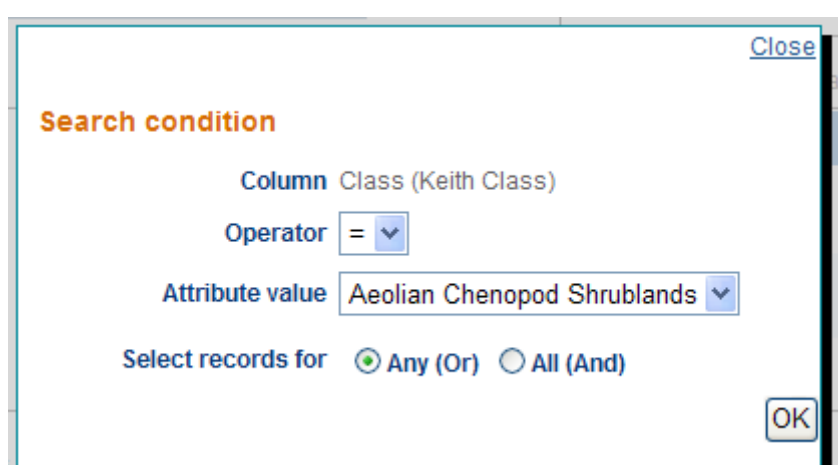 Close
Search condition
Column Class (Keith Class)
Operator =
Attribute value Aeolian Chenopod Shrublands
Select records for Any (Or) All (And)
OK